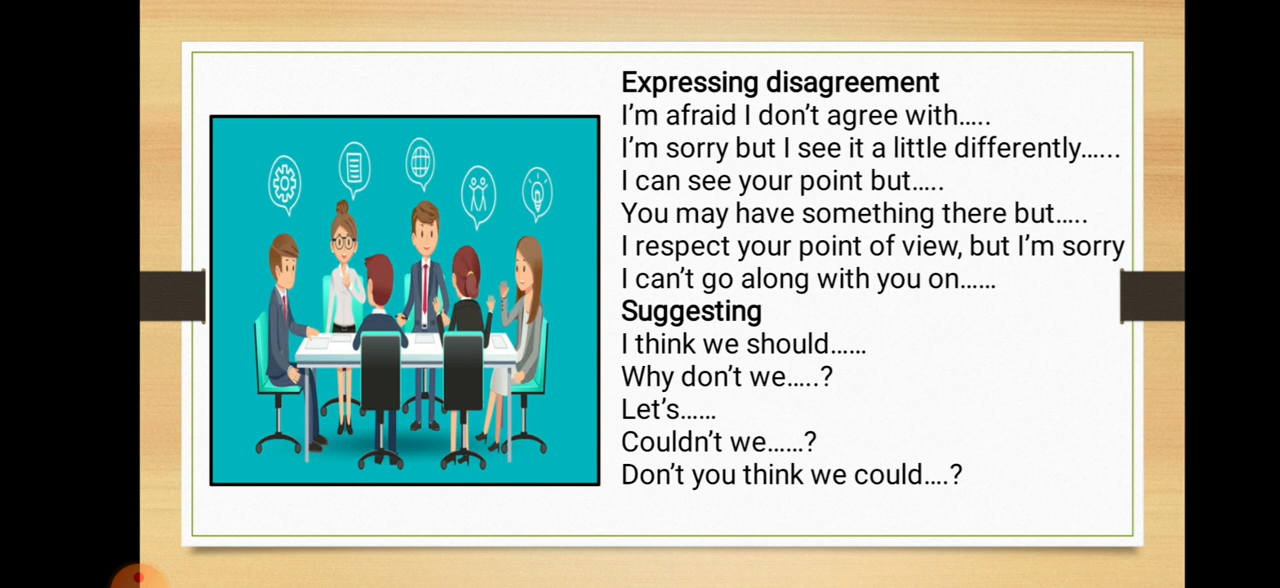 Expressing disagreement
I'm afraid I don't agree with.....
I'm sorry but I see it a little differently......
I can see your point but.....
You may have something there but.....
I respect your point of view, but I'm sorry
I can't go along with you on......
Suggesting
I think we should......
Why don't we.....?
Let's......
Couldn't we......?
Don't you think we could....?